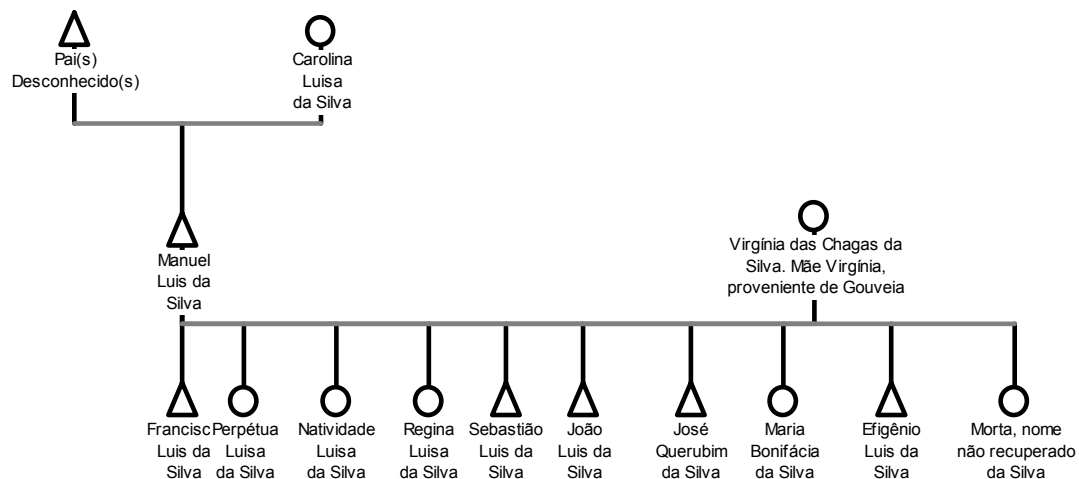 Pai(s)
Desconhecido(s)
Carolina
Luisa
da Silva
Manuel
Luis da
Silva
Virgínia das Chagas da
Silva. Mãe Virgínia,
proveniente de Gouveia
Francisc
Luis da
Silva
Perpétua
Luisa
da Silva
Natividade
Luisa
da Silva
Regina
Luisa
da Silva
Sebastião
Luis da
Silva
João
Luis da
Silva
José
Querubim
da Silva
Maria
Bonifácia
da Silva
Efigênio
Luis da
Silva
Morta, nome
não recuperado
da Silva